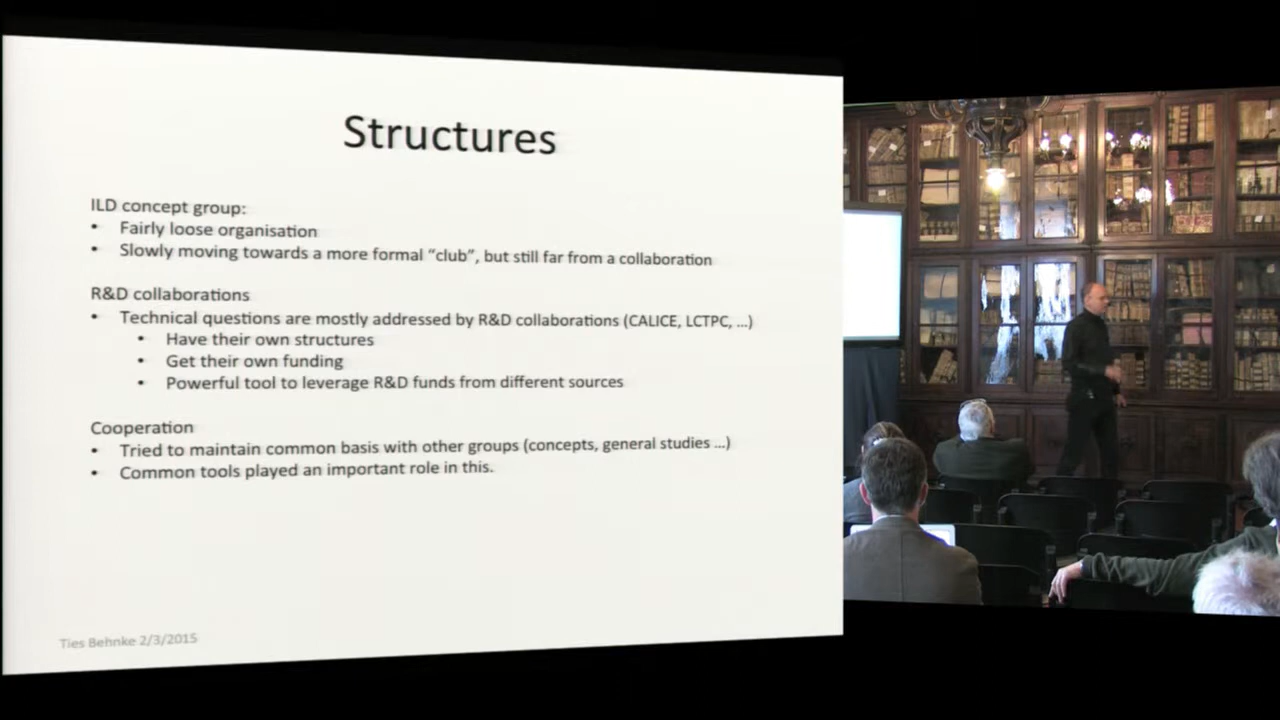 Structures
ILD concept group:
• Fairly loose organisation
• Slowly moving towards a more formal “club”, but still far from a collaboration
R&D collaborations
• Technical questions are mostly addressed by R&D collaborations (CALICE, LCTPC, ...)
• Have their own structures
• Get their own funding
• Powerful tool to leverage R&D funds from different sources
Cooperation
• Tried to maintain common basis with other groups (concepts, general studies ...)
• Common tools played an important role in this.
Ties Behnke 2/3/2015